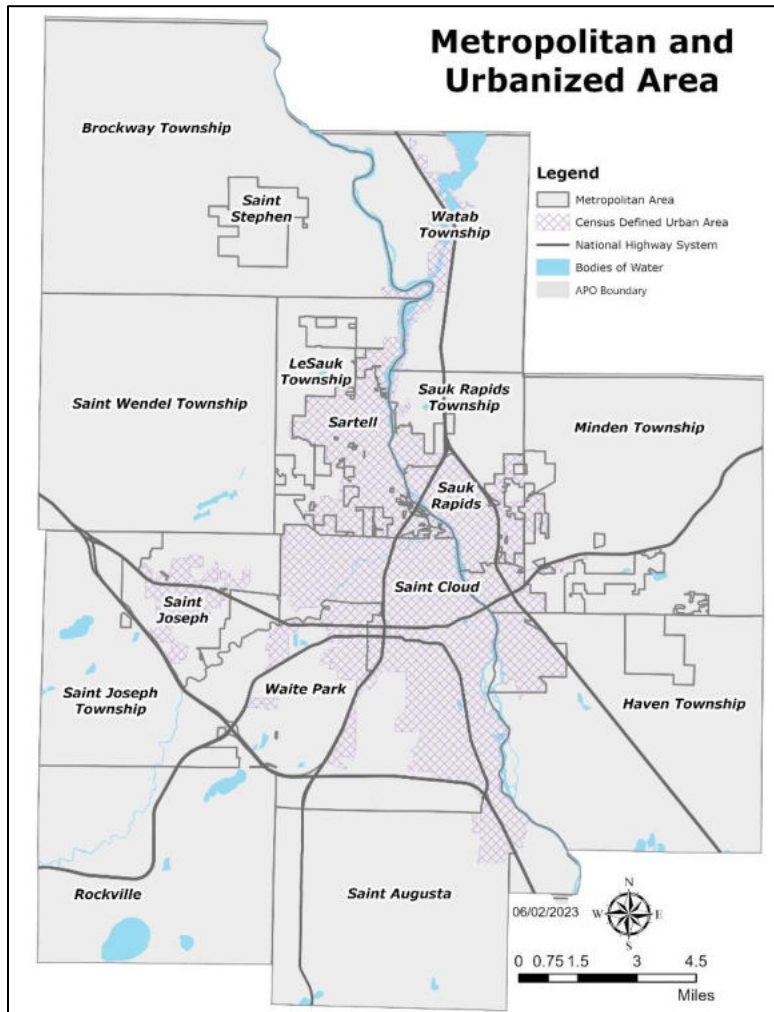 Metropolitan and
Urbanized Area
Brockway Township
Saint
Stephen
Watab
Township
Legend
Metropolitan Area
Census Defined Urban Area
National Highway System
Bodies of Water
APO Boundary
LeSauk
Township
Saint Wendel Township
Sartell
Sauk Rapids
Township
Minden Township
Sauk
Rapids
Saint Cloud
Saint
Joseph
Saint Joseph
Township
Waite Park
Haven Township
Rockville
Saint Augusta
06/02/2023
N
W
E
S
0 0.75 1.5 3 4.5
Miles